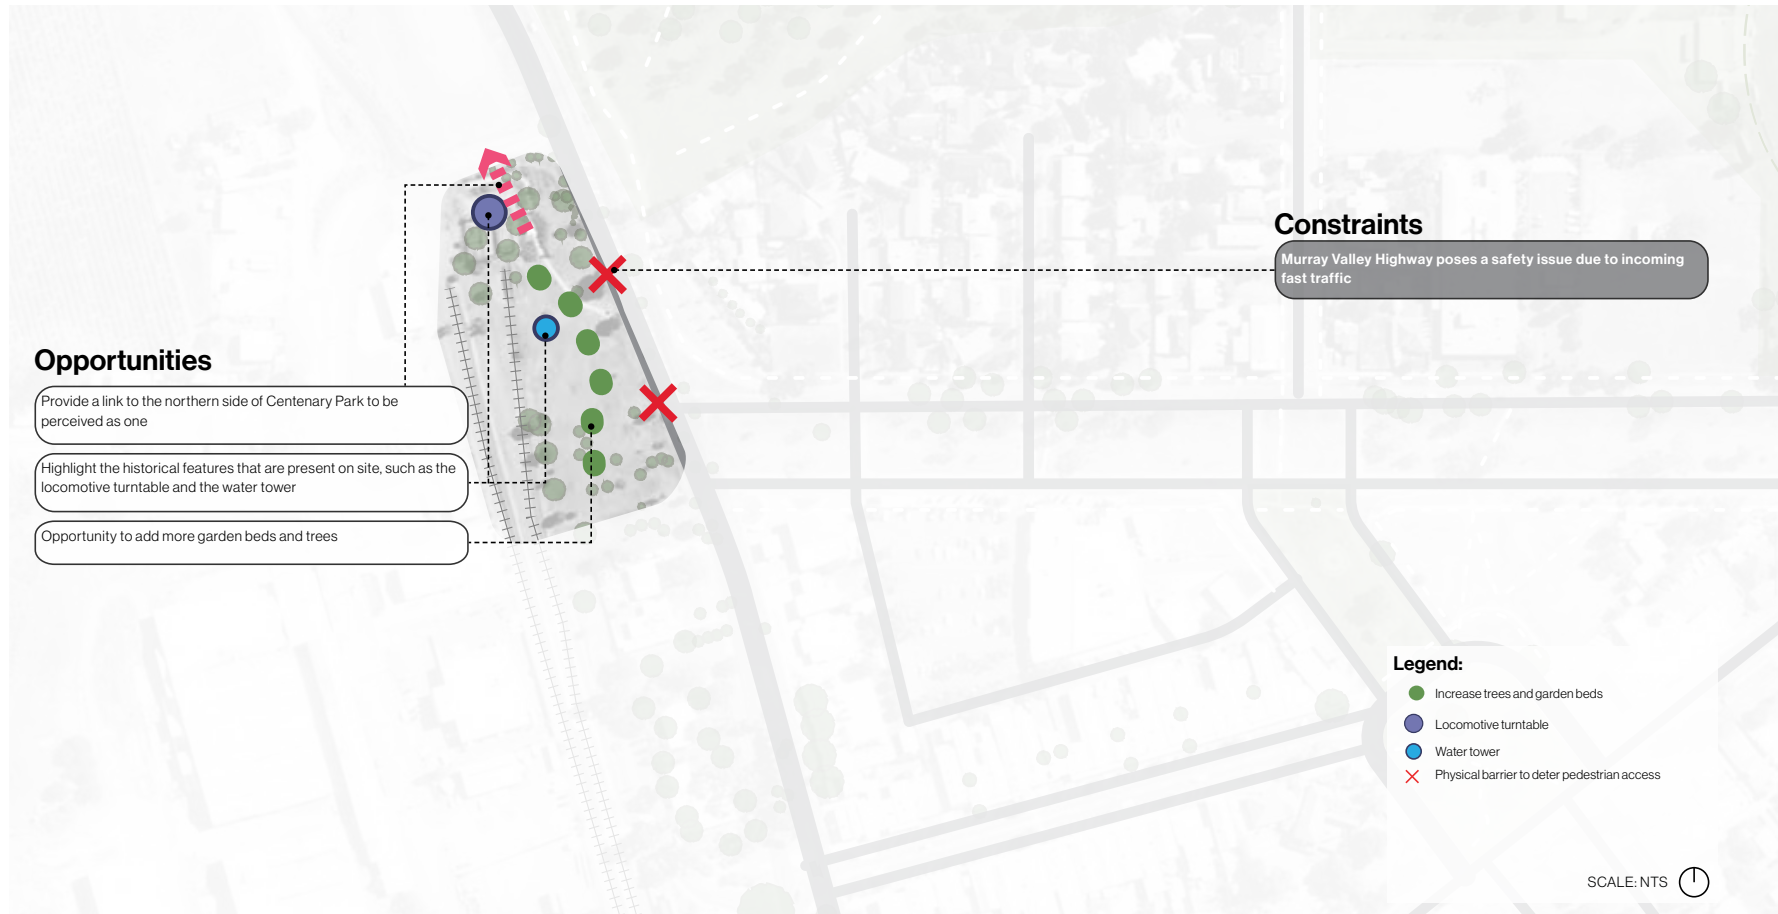 Constraints
Murray Valley Highway poses a safety issue due to incoming
fast traffic
Opportunities
Provide a link to the northern side of Centenary Park to be
perceived as one
Highlight the historical features that are present on site, such as the
locomotive turntable and the water tower
Opportunity to add more garden beds and trees
Legend:
Increase trees and garden beds
Locomotive turntable
Water tower
Physical barrier to deter pedestrian access
SCALE: NTS